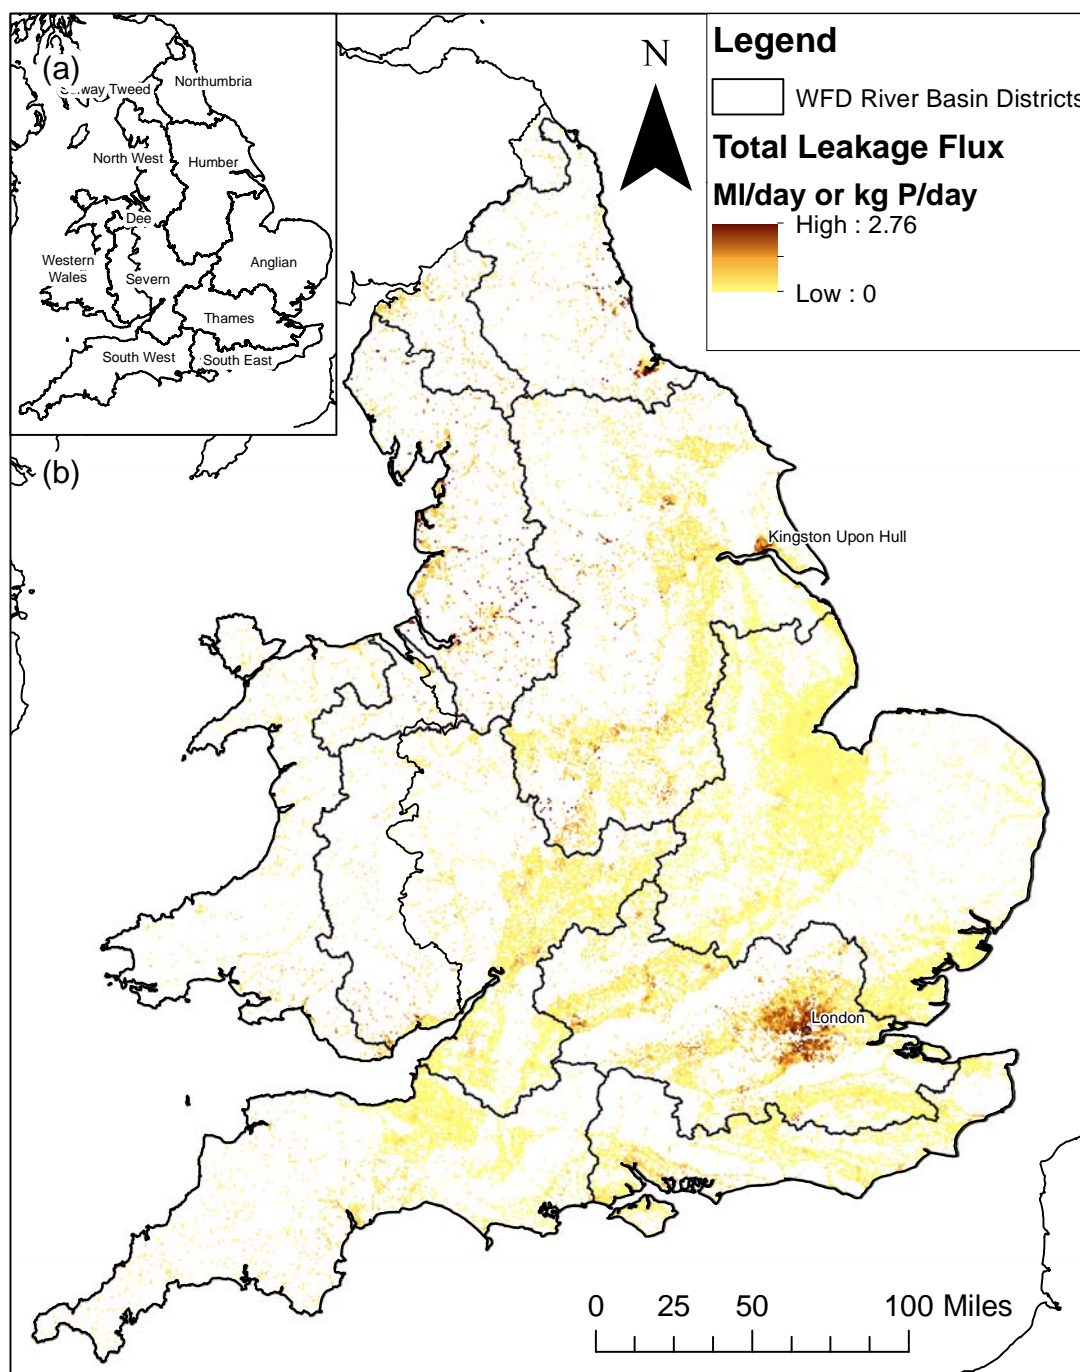 (a)
Northumbria
Solway Tweed
North West
Humber
Dee
Western
Wales
Severn
Anglian
Thames
South West
South East
N
Legend
WFD River Basin Districts
Total Leakage Flux
Ml/day or kg P/day
High : 2.76
Low : 0
(b)
Kingston Upon Hull
London
0 25 50 100 Miles